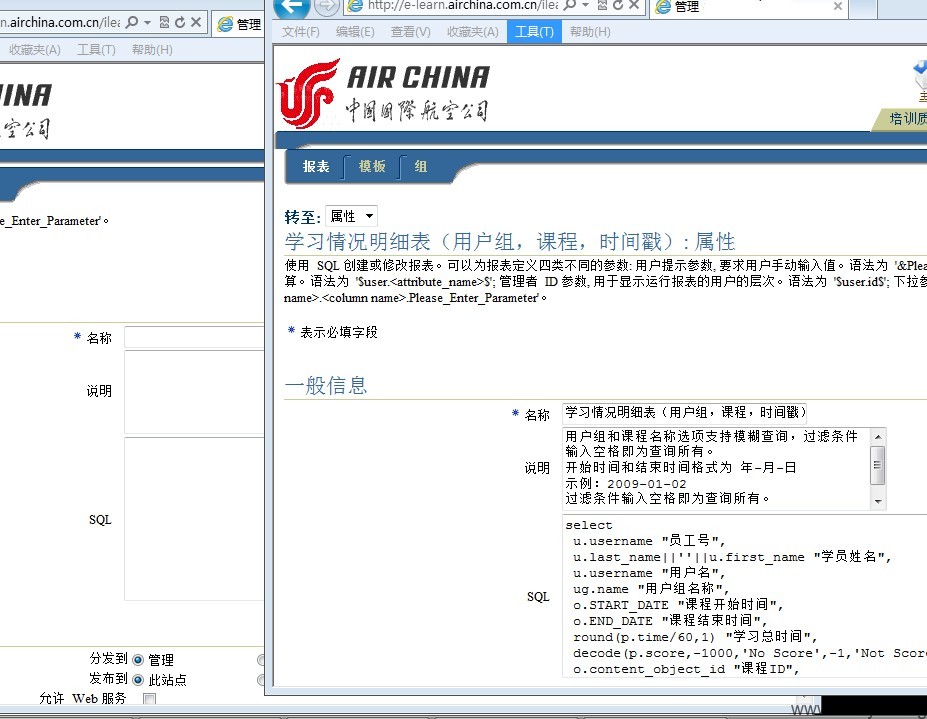 n.airchina.com.cn/ilea
管理
收藏夹(A) 工具(T) 帮助(H)
INA
空公司
e_Enter_Parameter'。
* 名称
说明
SQL
分发到 管理
发布到 此站点
允许 Web 服务
http://e-learn.airchina.com.cn/ilea
管理
文件(F) 编辑(E) 查看(V) 收藏夹(A) 工具(T) 帮助(H)
AIR CHINA
中国国际航空公司
培训质
报表 模板 组
转至: 属性
学习情况明细表（用户组，课程，时间戳）: 属性
使用 SQL 创建或修改报表。可以为报表定义四类不同的参数: 用户提示参数, 要求用户手动输入值。语法为 '&Plea
算。语法为 '$user.<attribute_name>$'; 管理者 ID 参数, 用于显示运行报表的用户的层次。语法为 '$user.id$'; 下拉参
name>.<column name>.Please_Enter_Parameter'。
* 表示必填字段
一般信息
* 名称 学习情况明细表（用户组，课程，时间戳）
说明
用户组和课程名称选项支持模糊查询，过滤条件
输入空格即为查询所有。
开始时间和结束时间格式为 年-月-日
示例：2009-01-02
过滤条件输入空格即为查询所有。
SQL
select
u.username "员工号",
u.last_name||''||u.first_name "学员姓名",
u.username "用户名",
ug.name "用户组名称",
o.START_DATE "课程开始时间",
o.END_DATE "课程结束时间",
round(p.time/60,1) "学习总时间",
decode(p.score,-1000,'No Score',-1,'Not Scor
o.content_object_id "课程ID",